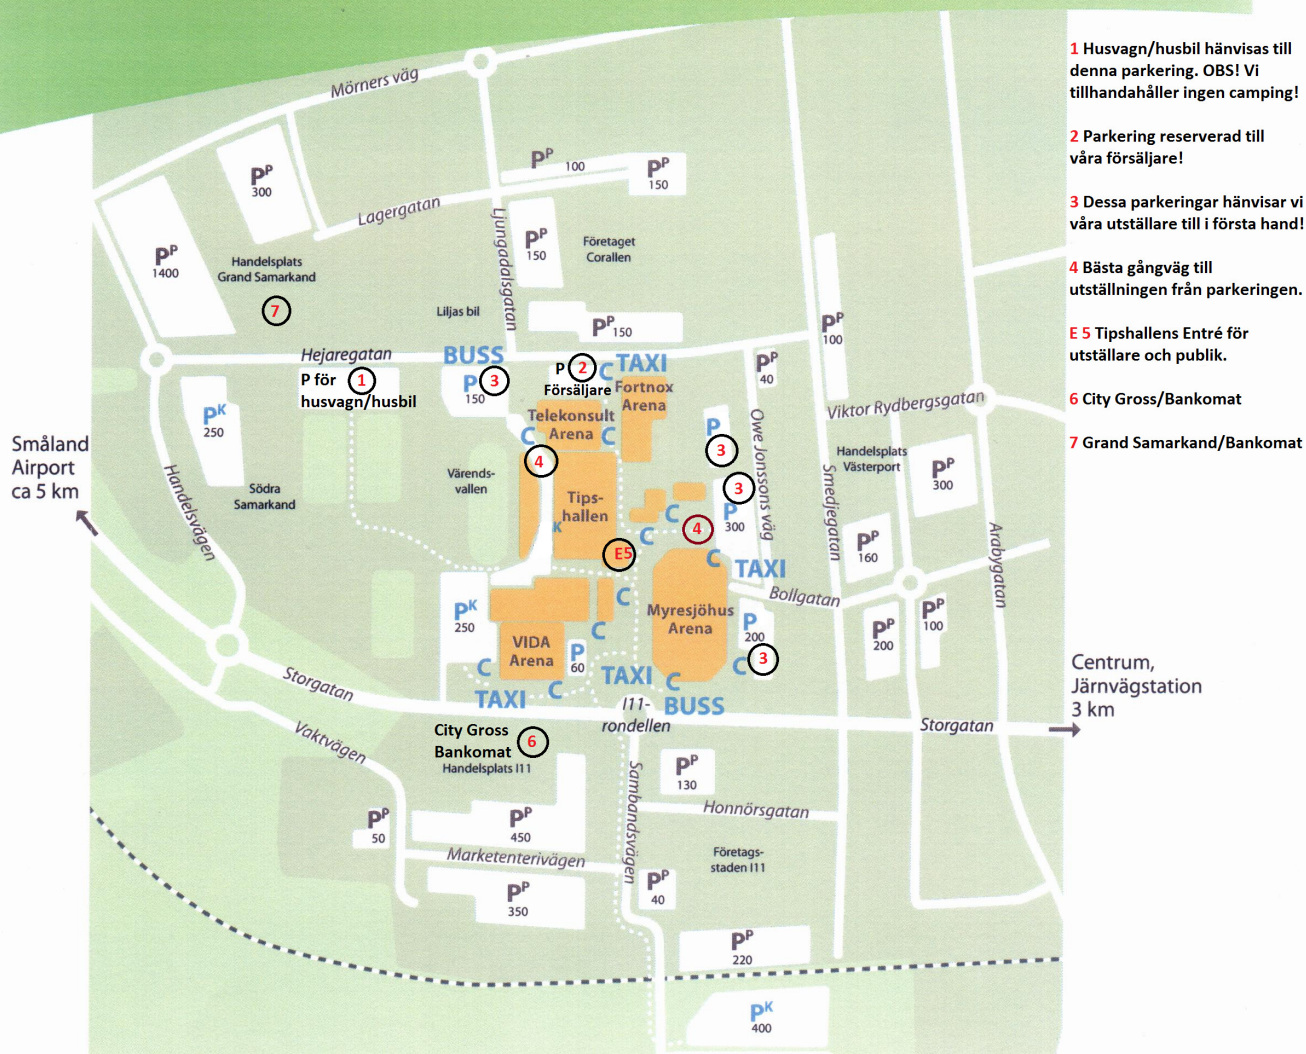 1 Husvagn/husbil hänvisas till
denna parkering. OBS! Vi
tillhandahåller ingen camping!
2 Parkering reserverad till
våra försäljare!
3 Dessa parkeringar hänvisar vi
våra utställare till i första hand!
4 Bästa gångväg till
utställningen från parkeringen.
E 5 Tipshallens Entré för
utställare och publik.
6 City Gross/Bankomat
7 Grand Samarkand/Bankomat
Mörners väg
PP
300
PP
100
PP
150
Lagergatan
Ljungadalsgatan
PP
1400
Handelsplats
Grand Samarkand
7
PP
150
Företaget
Corallen
Liljas bil
PP 150
PP
100
Hejaregatan
BUSS
P 2
C TAXI
PP
40
P för 1
husvagn/husbil
P 3
150
Försäljare
Fortnox
Arena
PK
250
Telekonsult
Arena
C
C
Viktor Rydbergsgatan
P
3
Owe Jonssons väg
Småland
Airport
ca 5 km
Handelsvägen
Södra
Samarkand
Värends-
vallen
4
Tips-
hallen
K
3
P
300
C
4
C
Smedjegatan
Handelsplats
Västerport
PP
300
PP
160
Arabygatan
E5
C
TAXI
Bollgatan
PK
250
C
Myresjöhus
Arena
P
200
PP
200
PP
100
VIDA
Arena
C
P
60
C
C
TAXI
C
TAXI
C
BUSS
C
3
Centrum,
Järnvägstation
3 km
Storgatan
I11-
rondellen
Storgatan
Vaktvägen
City Gross
Bankomat
6
Handelsplats I11
PP
130
Sambandsvägen
Honnörsgatan
PP
50
PP
450
Marketenterivägen
Företags-
staden I11
PP
350
PP
40
PP
220
PK
400